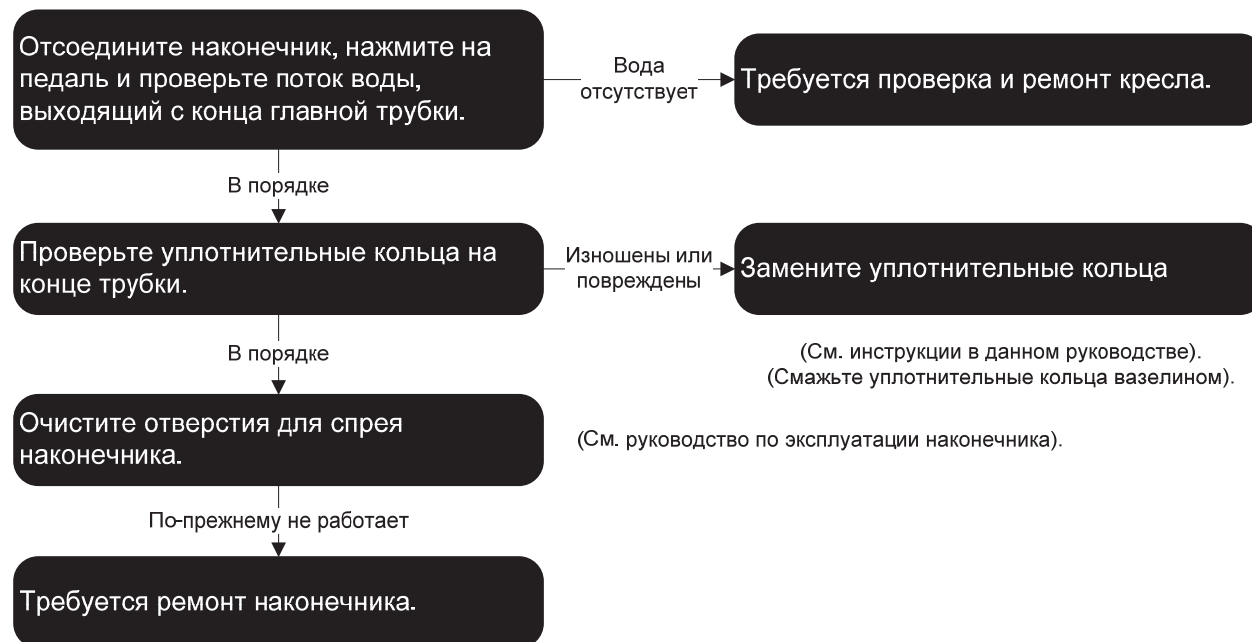 Отсоедините наконечник, нажмите на
педаль и проверьте поток воды,
выходящий с конца главной трубки.
Вода
отсутствует
Требуется проверка и ремонт кресла.
В порядке
Проверьте уплотнительные кольца на
конце трубки.
Изношены или
повреждены
Замените уплотнительные кольца
(См. инструкции в данном руководстве).
(Смажьте уплотнительные кольца вазелином).
В порядке
Очистите отверстия для спрея
наконечника.
(См. руководство по эксплуатации наконечника).
По-прежнему не работает
Требуется ремонт наконечника.